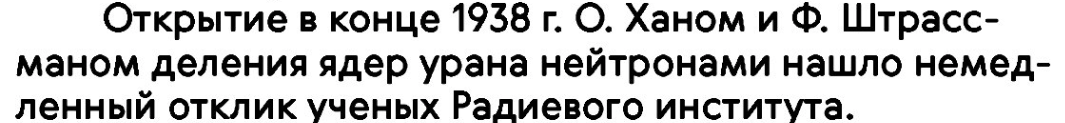 Открытие в конце 1938 г. О. Ханом и Ф. Штрасс-
маном деления ядер урана нейтронами нашло немед-
ленный отклик ученых Радиевого института.